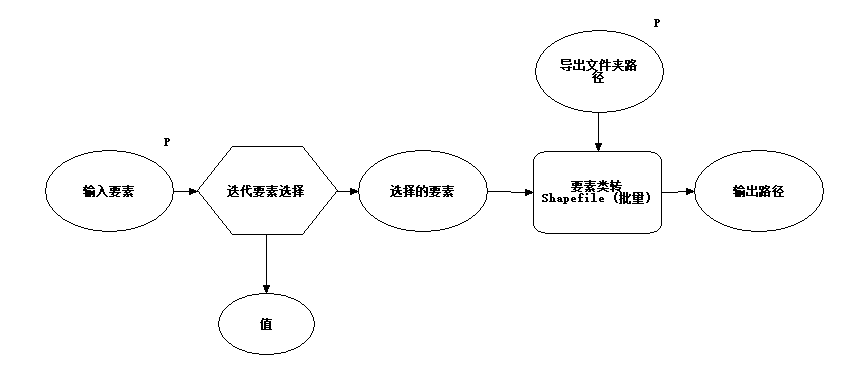 P
导出文件夹路
径
P
输入要素
迭代要素选择
选择的要素
要素类转
Shapefile (批量)
输出路径
值